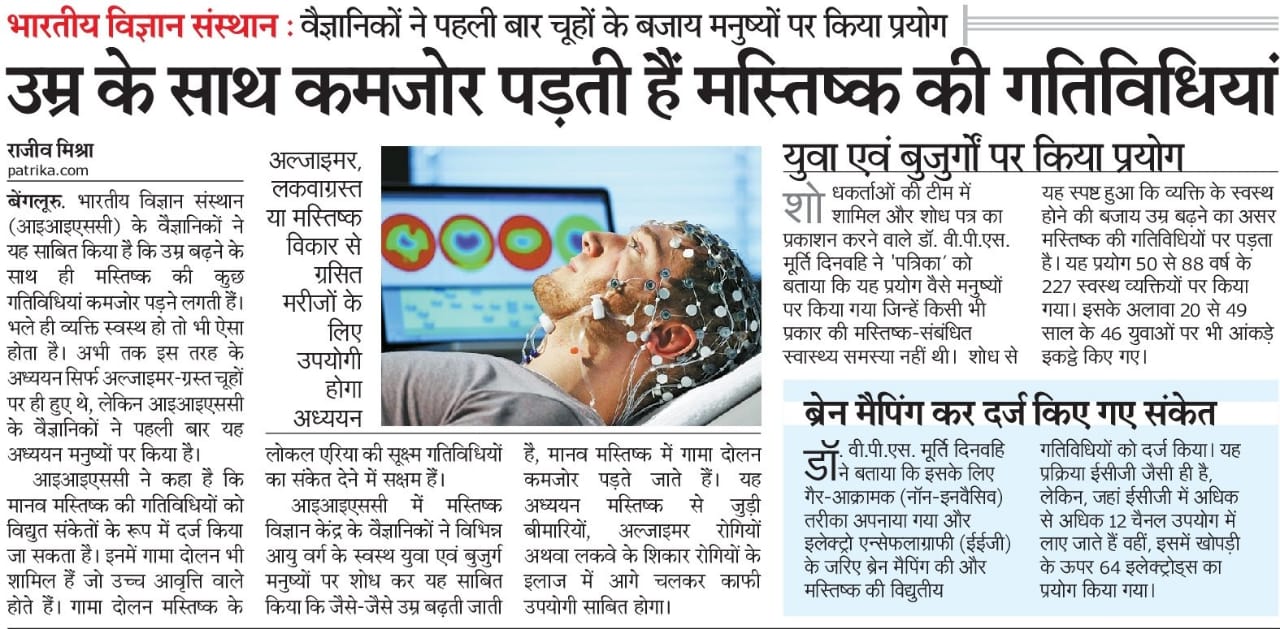 भारतीय विज्ञान संस्थान : वैज्ञानिकों ने पहली बार चूहों के बजाय मनुष्यों पर किया प्रयोग
उम्र के साथ कमजोर पड़ती हैं मस्तिष्क की गतिविधियां
राजीव मिश्रा
patrika.com
बेंगलूरु. भारतीय विज्ञान संस्थान
(आइआइएससी) के वैज्ञानिकों ने
यह साबित किया है कि उम्र बढ़ने के
साथ ही मस्तिष्क की कुछ
गतिविधियां कमजोर पड़ने लगती हैं।
भले ही व्यक्ति स्वस्थ हो तो भी ऐसा
होता है। अभी तक इस तरह के
अध्ययन सिर्फ अल्जाइमर-ग्रस्त चूहों
पर ही हुए थे, लेकिन आइआइएससी
के वैज्ञानिकों ने पहली बार यह
अध्ययन मनुष्यों पर किया है।
आइआइएससी ने कहा है कि
मानव मस्तिष्क की गतिविधियों को
विद्युत संकेतों के रूप में दर्ज किया
जा सकता है। इनमें गामा दोलन भी
शामिल हैं जो उच्च आवृत्ति वाले
होते हैं। गामा दोलन मस्तिष्क के
अल्जाइमर,
लकवाग्रस्त
या मस्तिष्क
विकार से
ग्रसित
मरीजों के
लिए
उपयोगी
होगा
अध्ययन
लोकल एरिया की सूक्ष्म गतिविधियों
का संकेत देने में सक्षम हैं।
आइआइएससी में मस्तिष्क
विज्ञान केंद्र के वैज्ञानिकों ने विभिन्न
आयु वर्ग के स्वस्थ युवा एवं बुजुर्ग
मनुष्यों पर शोध कर यह साबित
किया कि जैसे-जैसे उम्र बढ़ती जाती
है, मानव मस्तिष्क में गामा दोलन
कमजोर पड़ते जाते हैं। यह
अध्ययन मस्तिष्क से जुड़ी
बीमारियों, अल्जाइमर रोगियों
अथवा लकवे के शिकार रोगियों के
इलाज में आगे चलकर काफी
उपयोगी साबित होगा।
युवा एवं बुजुर्गों पर किया प्रयोग
शोधकर्ताओं की टीम में
शामिल और शोध पत्र का
प्रकाशन करने वाले डॉ. वी.पी.एस.
मूर्ति दिनवहि ने 'पत्रिका' को
बताया कि यह प्रयोग वैसे मनुष्यों
पर किया गया जिन्हें किसी भी
प्रकार की मस्तिष्क-संबंधित
स्वास्थ्य समस्या नहीं थी। शोध से
यह स्पष्ट हुआ कि व्यक्ति के स्वस्थ
होने की बजाय उम्र बढ़ने का असर
मस्तिष्क की गतिविधियों पर पड़ता
है। यह प्रयोग 50 से 88 वर्ष के
227 स्वस्थ व्यक्तियों पर किया
गया। इसके अलावा 20 से 49
साल के 46 युवाओं पर भी आंकड़े
इकट्ठे किए गए।
ब्रेन मैपिंग कर दर्ज किए गए संकेत
डॉ. वी.पी.एस. मूर्ति दिनवहि
ने बताया कि इसके लिए
गैर-आक्रामक (नॉन-इनवैसिव)
तरीका अपनाया गया और
इलेक्ट्रो एन्सेफलाग्राफी (ईईजी)
के जरिए ब्रेन मैपिंग की और
मस्तिष्क की विद्युतीय
गतिविधियों को दर्ज किया। यह
प्रक्रिया ईसीजी जैसी ही है,
लेकिन, जहां ईसीजी में अधिक
से अधिक 12 चैनल उपयोग में
लाए जाते हैं वहीं, इसमें खोपड़ी
के ऊपर 64 इलेक्ट्रोड्स का
प्रयोग किया गया।